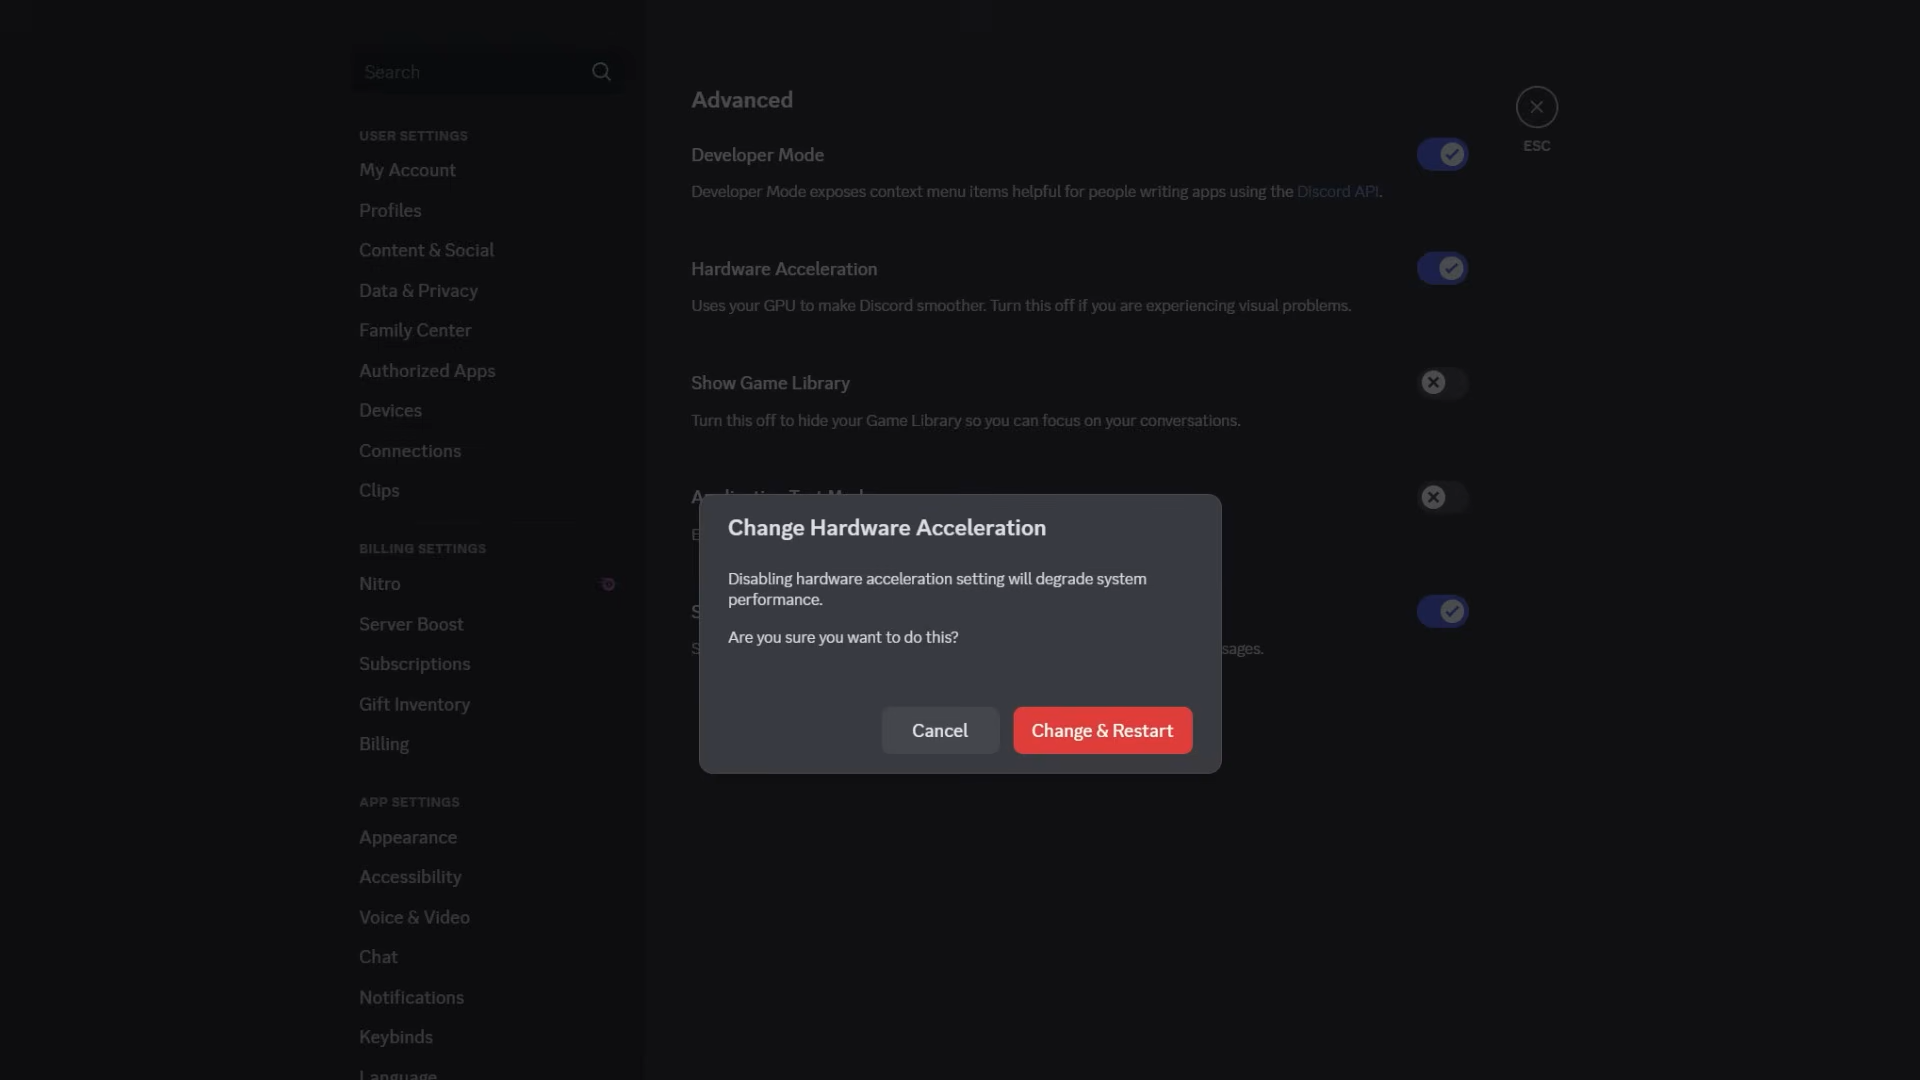 Search
USER SETTINGS
My Account
Profiles
Content & Social
Data & Privacy
Family Center
Authorized Apps
Devices
Connections
Clips
BILLING SETTINGS
Nitro
Server Boost
Subscriptions
Gift Inventory
Billing
APP SETTINGS
Appearance
Accessibility
Voice & Video
Chat
Notifications
Keybinds
Language
Advanced
ESC
Developer Mode
Developer Mode exposes context menu items helpful for people writing apps using the Discord API.
Hardware Acceleration
Uses your GPU to make Discord smoother. Turn this off if you are experiencing visual problems.
Show Game Library
Turn this off to hide your Game Library so you can focus on your conversations.
Change Hardware Acceleration
Disabling hardware acceleration setting will degrade system
performance.
Are you sure you want to do this?
Cancel
Change & Restart